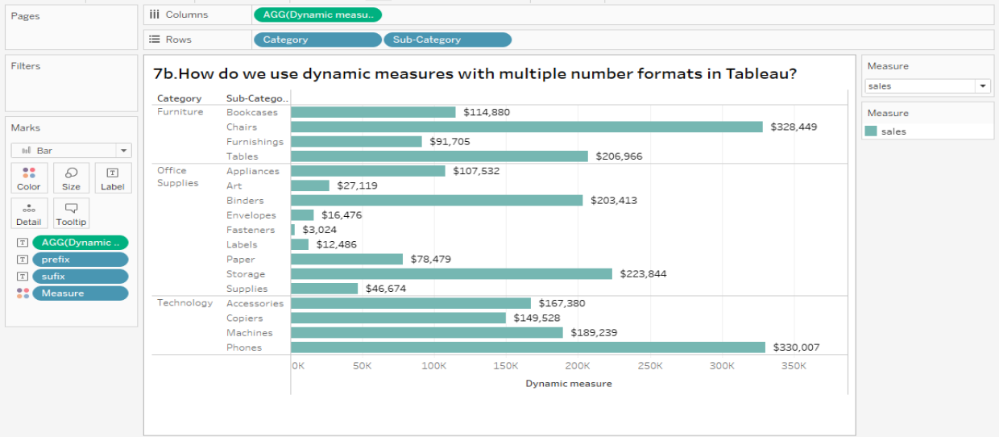 Pages
iii Columns
AGG(Dynamic measu..
Rows
Category
Sub-Category
Filters
Marks
Bar
Color
Size
T
Label
Detail
Tooltip
T AGG(Dynamic ..
T prefix
T sufix
Measure
7b.How do we use dynamic measures with multiple number formats in Tableau?
Category Sub-Catego..
Furniture Bookcases $114,880
Chairs $328,449
Furnishings $91,705
Tables $206,966
Office Supplies Appliances $107,532
Art $27,119
Binders $203,413
Envelopes $16,476
Fasteners $3,024
Labels $12,486
Paper $78,479
Storage $223,844
Supplies $46,674
Technology Accessories $167,380
Copiers $149,528
Machines $189,239
Phones $330,007
0K 50K 100K 150K 200K 250K 300K 350K
Dynamic measure
Measure
sales
Measure
sales